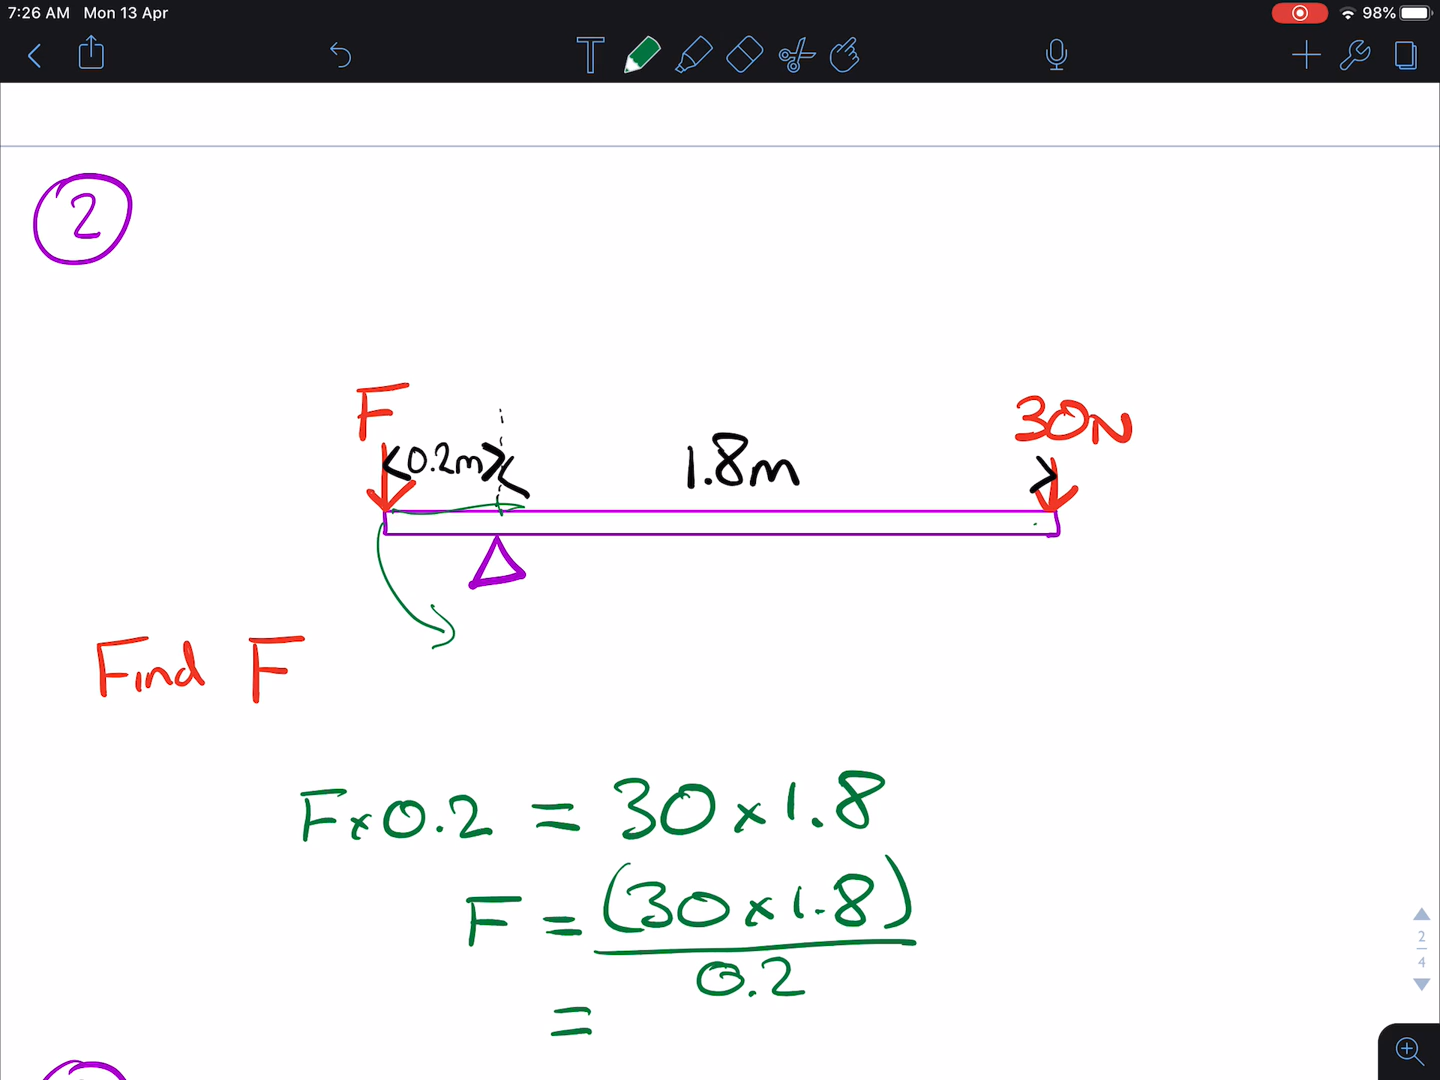 7:26 AM Mon 13 Apr 98%
T
2
F
30N
0.2m 1.8m
Find F
F×0.2 = 30×1.8
F = (30×1.8)
0.2
=
2
4